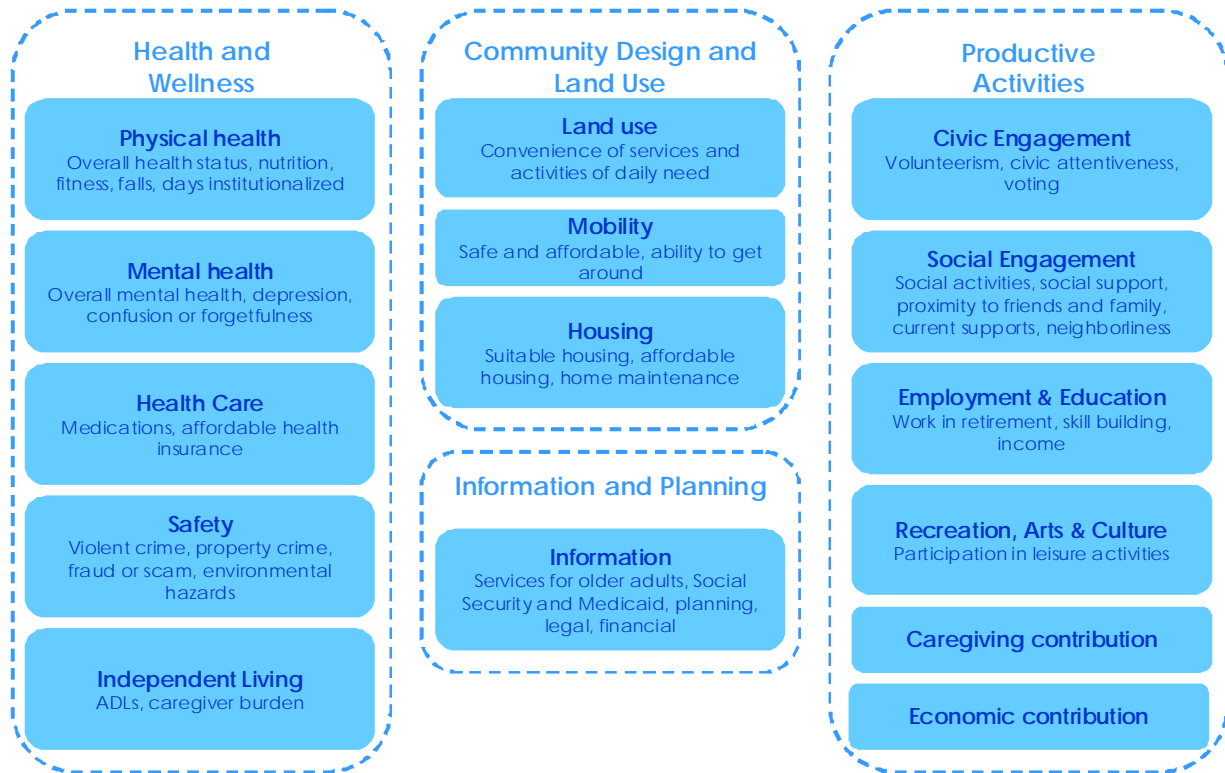 Health and
Wellness
Physical health
Overall health status, nutrition,
fitness, falls, days institutionalized
Mental health
Overall mental health, depression,
confusion or forgetfulness
Health Care
Medications, affordable health
insurance
Safety
Violent crime, property crime,
fraud or scam, environmental
hazards
Independent Living
ADLs, caregiver burden
Community Design and
Land Use
Land use
Convenience of services and
activities of daily need
Mobility
Safe and affordable, ability to get
around
Housing
Suitable housing, affordable
housing, home maintenance
Information and Planning
Information
Services for older adults, Social
Security and Medicaid, planning,
legal, financial
Productive
Activities
Civic Engagement
Volunteerism, civic attentiveness,
voting
Social Engagement
Social activities, social support,
proximity to friends and family,
current supports, neighborliness
Employment & Education
Work in retirement, skill building,
income
Recreation, Arts & Culture
Participation in leisure activities
Caregiving contribution
Economic contribution